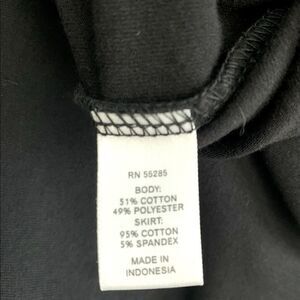 RN 55285
BODY:
51% COTTON
49% POLYESTER
SKIRT:
95% COTTON
5% SPANDEX
MADE IN
INDONESIA